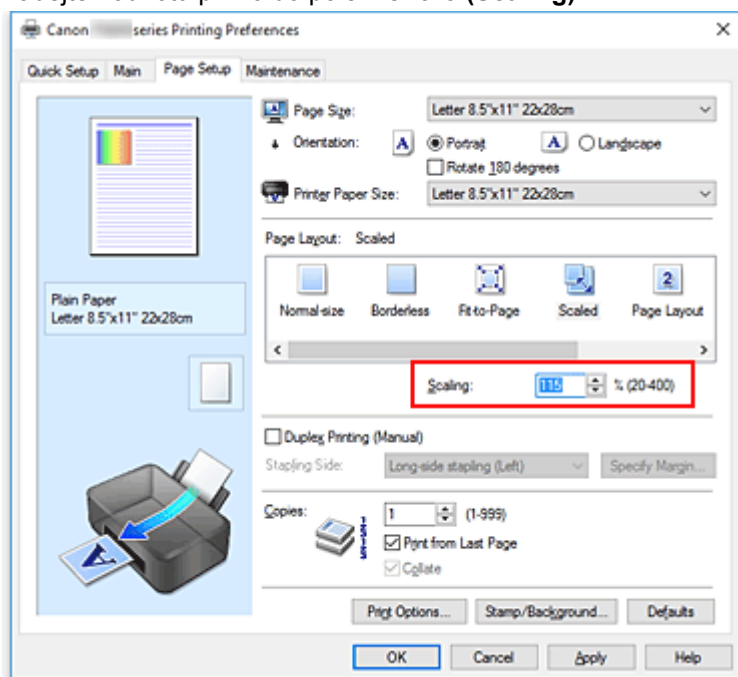 (Scaling)
Canon series Printing Preferences
Quick Setup Main Page Setup Maintenance
Page Size: Letter 8.5"x11" 22x28cm
Orientation: A Portrait A Landscape
Rotate 180 degrees
Printer Paper Size: Letter 8.5"x11" 22x28cm
Page Layout: Scaled
Normal-size Borderless Fit-to-Page Scaled 2 Page Layout
Plain Paper
Letter 8.5"x11" 22x28cm
Scaling: 115 % (20-400)
Duplex Printing (Manual)
Stapling Side: Long-side stapling (Left) Specify Margin...
Copies: 1 (1-999)
Print from Last Page
Collate
A
Print Options... Stamp/Background... Defaults
OK Cancel Apply Help